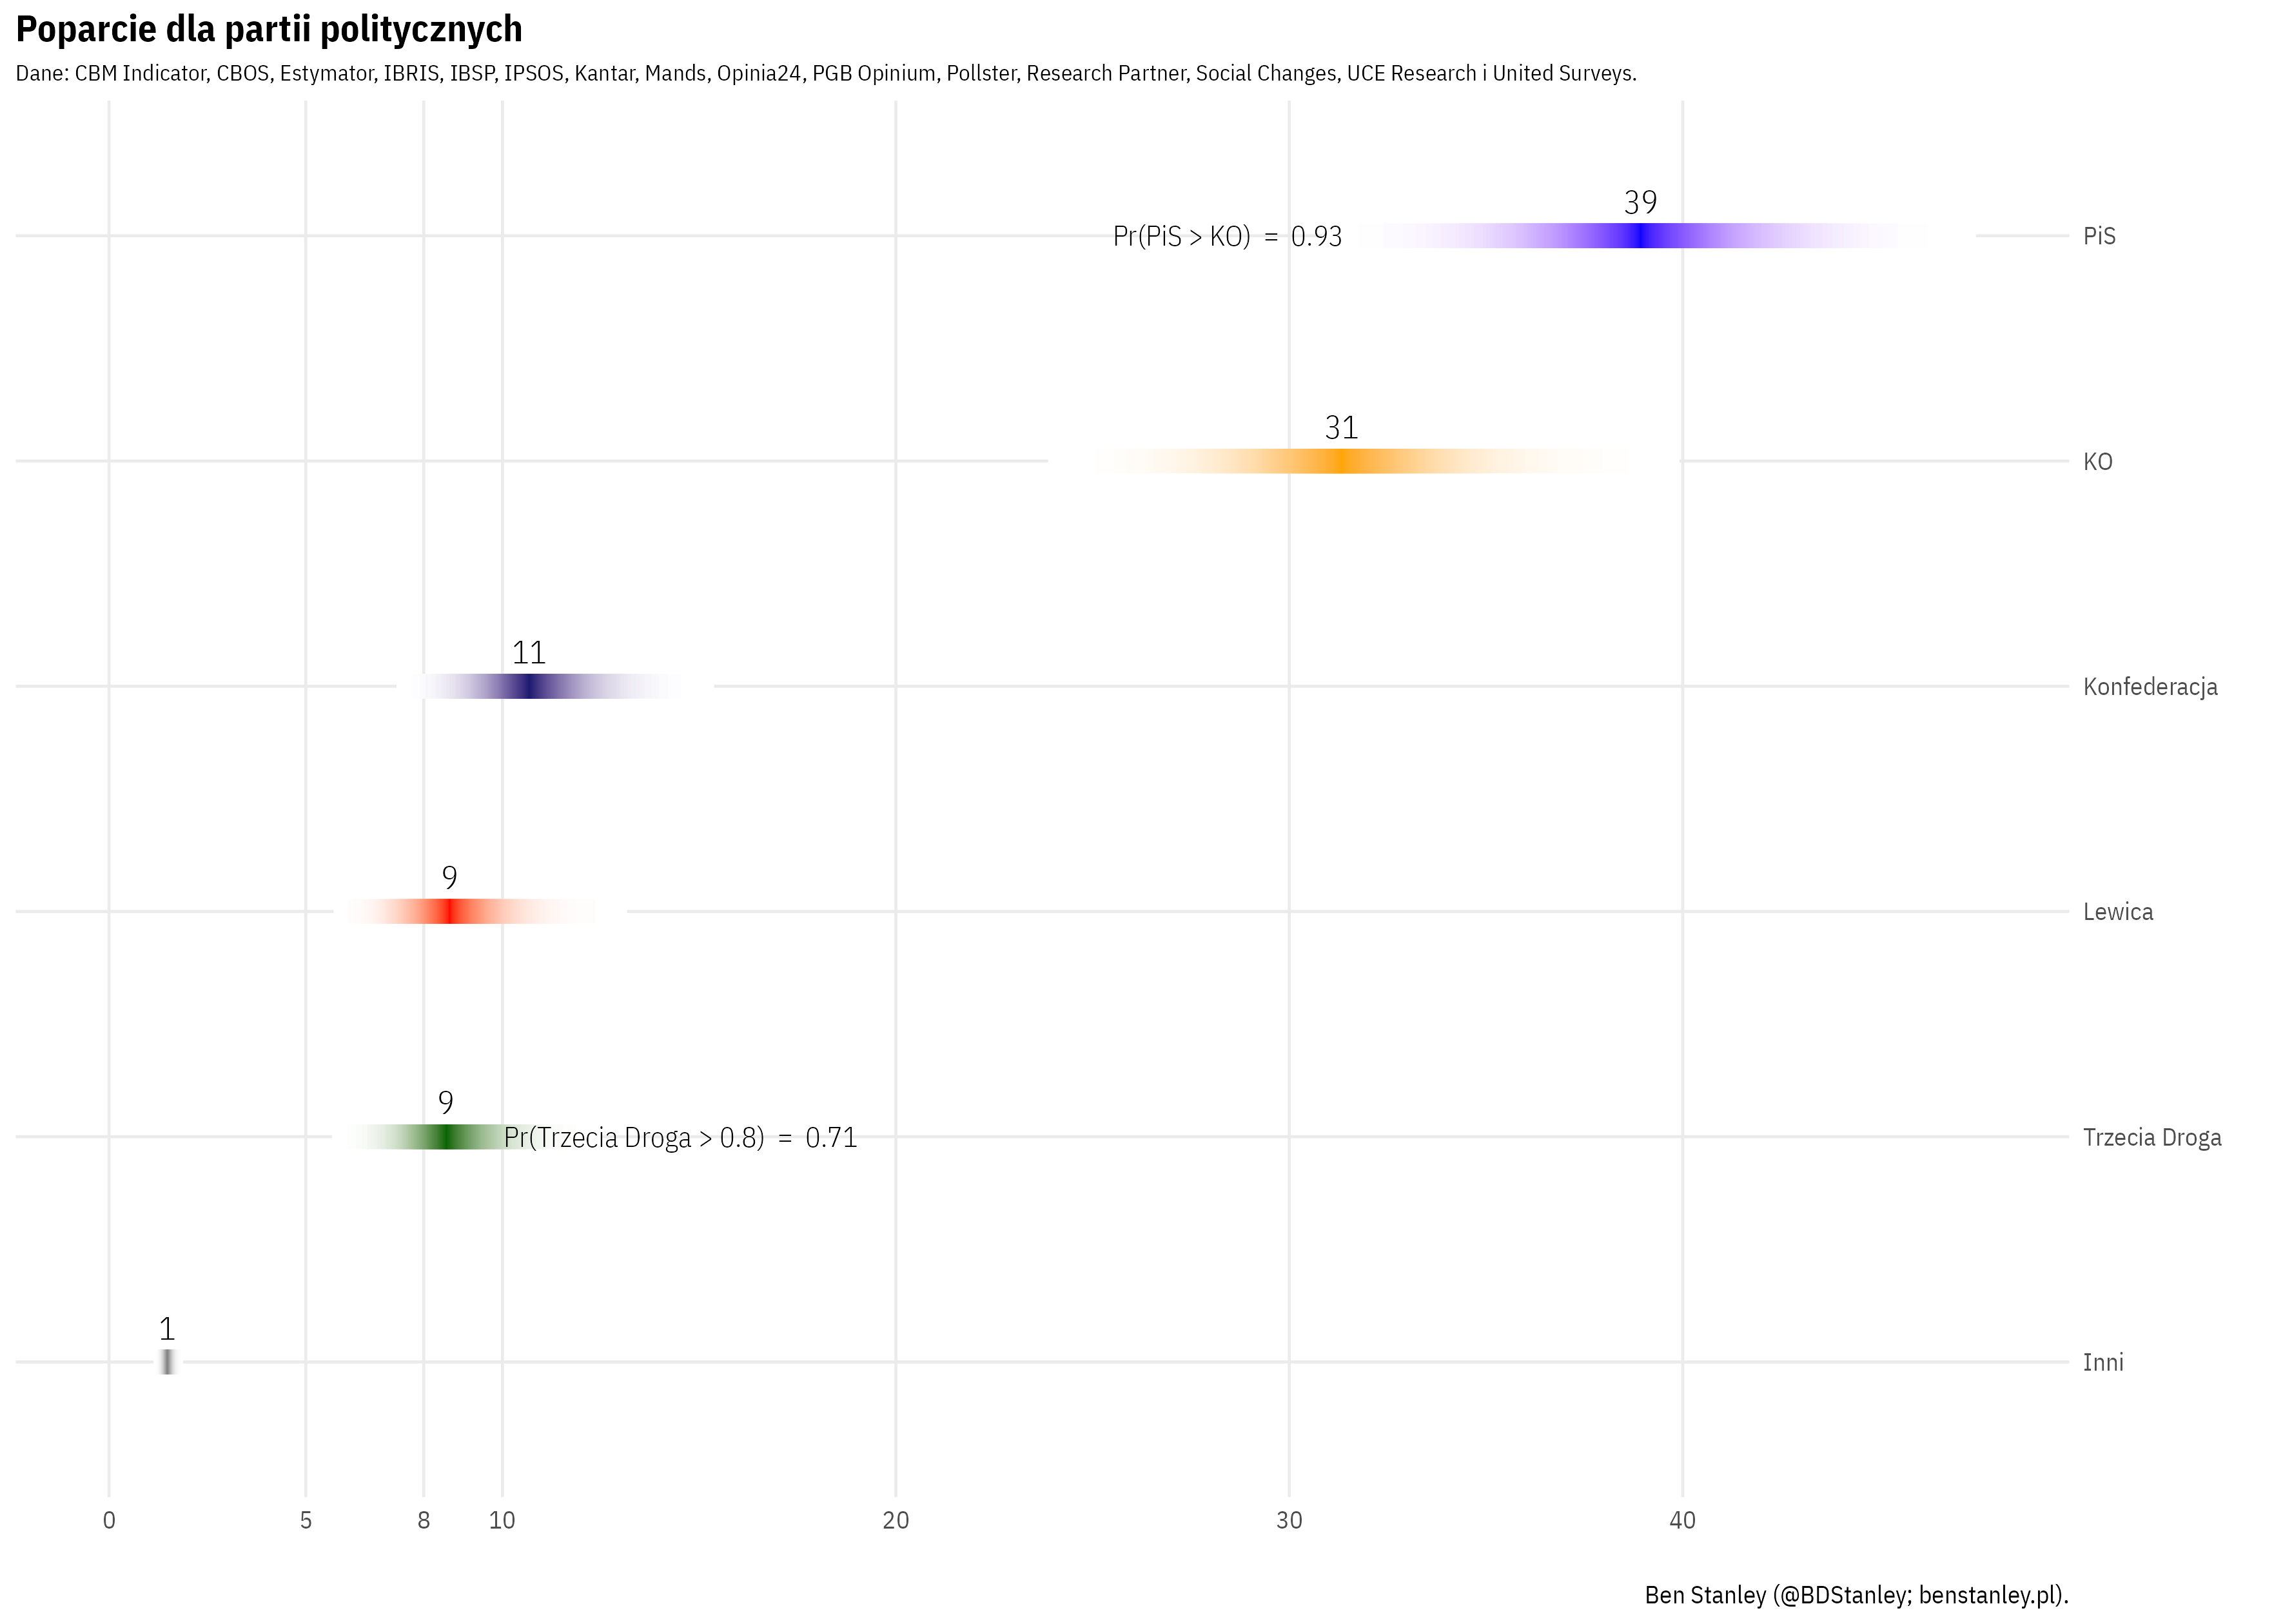 Poparcie dla partii politycznych
Dane: CBM Indicator, CBOS, Estymator, IBRIS, IBSP, IPSOS, Kantar, Mands, Opinia24, PGB Opinium, Pollster, Research Partner, Social Changes, UCE Research i United Surveys.
39
Pr(PiS > KO) = 0.93
PiS
31
KO
11
Konfederacja
9
Lewica
9
Pr(Trzecia Droga > 0.8) = 0.71
Trzecia Droga
1
Inni
0 5 8 10 20 30 40
Ben Stanley (@BDStanley; benstanley.pl).